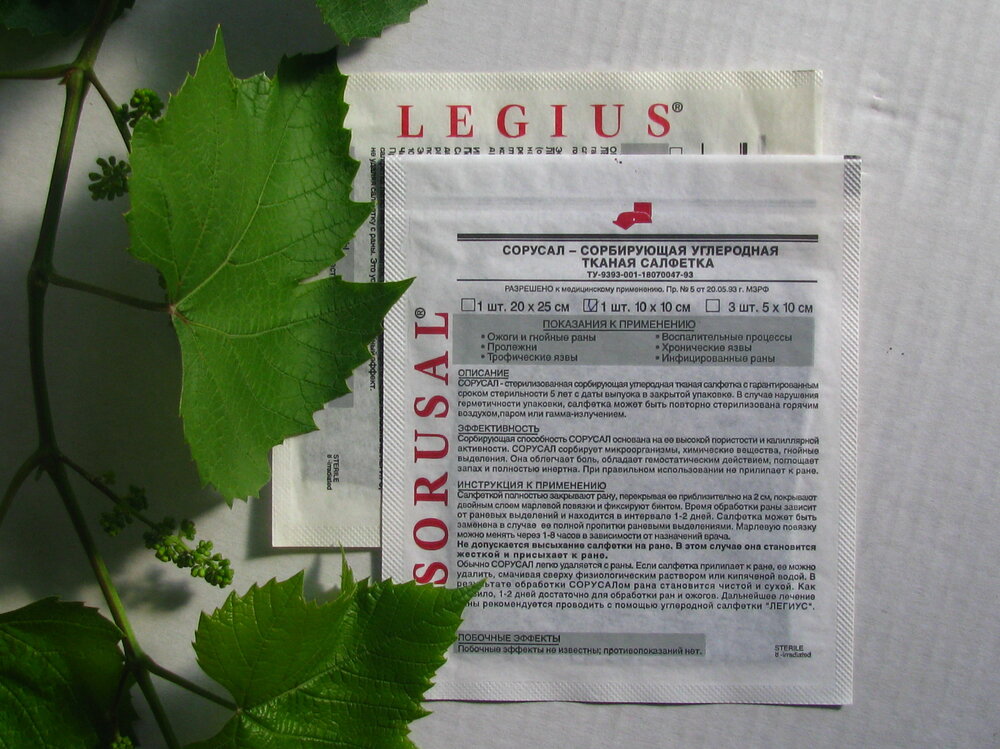 LEGIUS®
SORUSAL®
СОРУСАЛ – СОРБИРУЮЩАЯ УГЛЕРОДНАЯ
ТКАНАЯ САЛФЕТКА
ТУ-9393-001-18070047-93
РАЗРЕШЕНО к медицинскому применению. Пр. № 5 от 20.05.93 г. МЗРФ
1 шт. 20 x 25 см 1 шт. 10 x 10 см 3 шт. 5 x 10 см
ПОКАЗАНИЯ К ПРИМЕНЕНИЮ
• Ожоги и гнойные раны • Воспалительные процессы
• Пролежни • Хронические язвы
• Трофические язвы • Инфицированные раны
ОПИСАНИЕ
СОРУСАЛ - стерилизованная сорбирующая углеродная тканая салфетка с гарантированным
сроком стерильности 5 лет с даты выпуска в закрытой упаковке. В случае нарушения
герметичности упаковки, салфетка может быть повторно стерилизована горячим
воздухом,паром или гамма-излучением.
ЭФФЕКТИВНОСТЬ
Сорбирующая способность СОРУСАЛ основана на ее высокой пористости и капиллярной
активности. СОРУСАЛ сорбирует микроорганизмы, химические вещества, гнойные
выделения. Она облегчает боль, обладает гемостатическим действием, поглощает
запах и полностью инертна. При правильном использовании не прилипает к ране.
ИНСТРУКЦИЯ К ПРИМЕНЕНИЮ
Салфеткой полностью закрывают рану, перекрывая ее приблизительно на 2 см, покрывают
двойным слоем марлевой повязки и фиксируют бинтом. Время обработки раны зависит
от раневых выделений и находится в интервале 1-2 дней. Салфетка может быть
заменена в случае ее полной пропитки раневыми выделениями. Марлевую повязку
можно менять через 1-8 часов в зависимости от назначений врача.
Не допускается высыхание салфетки на ране. В этом случае она становится
жесткой и присыхает к ране.
Обычно СОРУСАЛ легко удаляется с раны. Если салфетка прилипает к ране, ее можно
удалить, смачивая сверху физиологическим раствором или кипяченой водой. В
результате обработки СОРУСАЛом рана становится чистой и сухой. Как
ило, 1-2 дней достаточно для обработки ран и ожогов. Дальнейшее лечение
ны рекомендуется проводить с помощью углеродной салфетки "ЛЕГИУС".
ПОБОЧНЫЕ ЭФФЕКТЫ
Побочные эффекты не известны; противопоказаний нет.
STERILE
γ-irradiated
STERILE
γ-irradiated